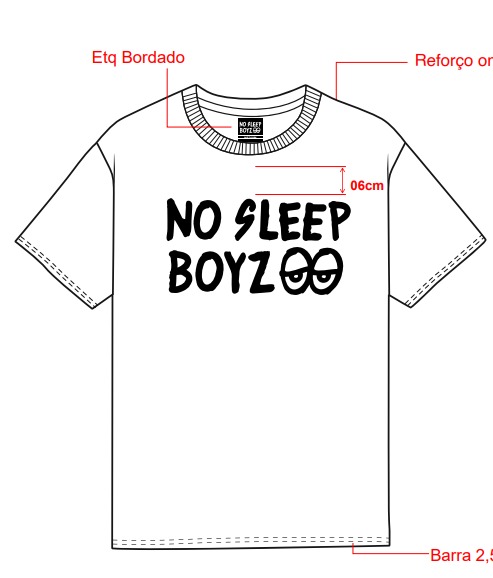 Etq Bordado
Reforço or
NO SLEEP
BOYZ
06cm
NO SLEEP
BOYZ
Barra 2,5